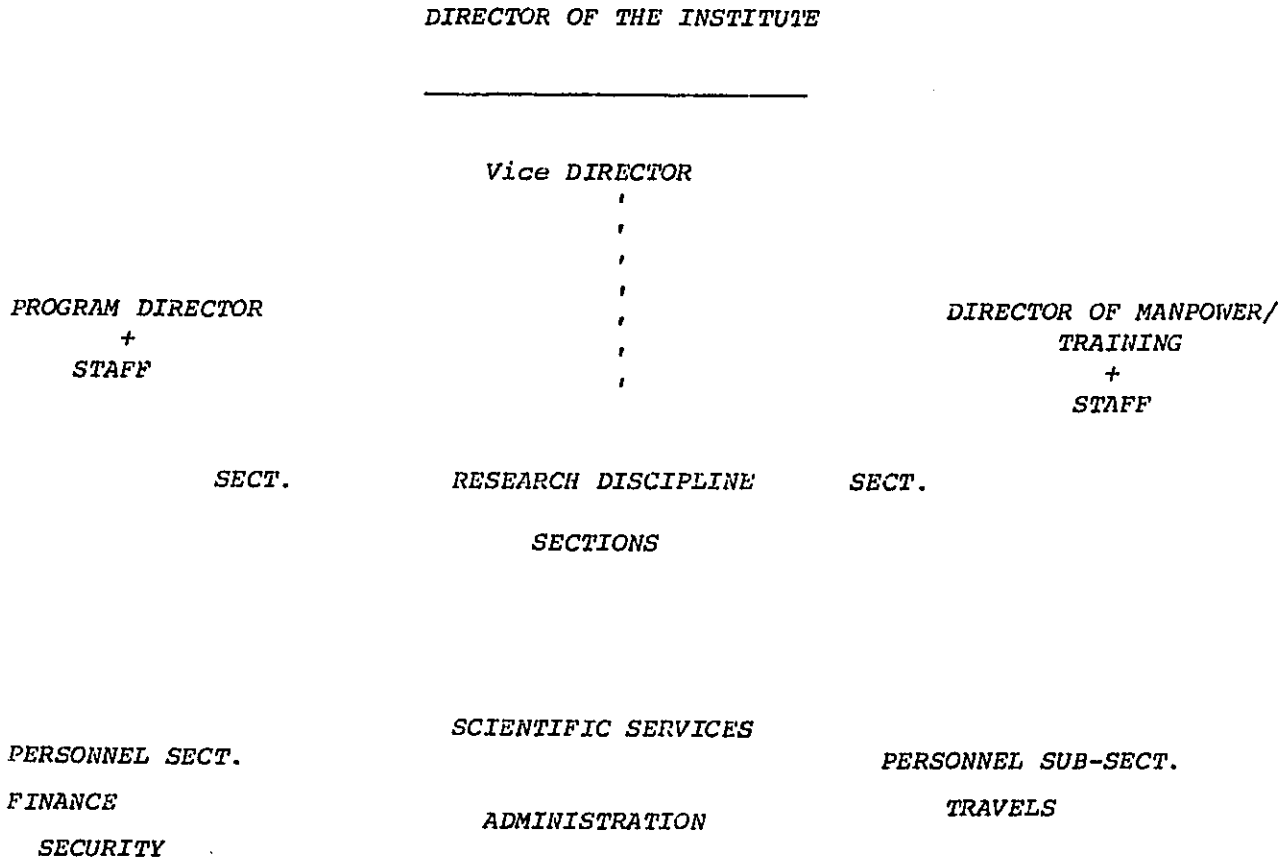 DIRECTOR OF THE INSTITUTE
Vice DIRECTOR
PROGRAM DIRECTOR
+
STAFF
DIRECTOR OF MANPOWER/
TRAINING
+
STAFF
SECT. RESEARCH DISCIPLINE SECT.
SECTIONS
SCIENTIFIC SERVICES
PERSONNEL SECT. PERSONNEL SUB-SECT.
FINANCE TRAVELS
ADMINISTRATION
SECURITY